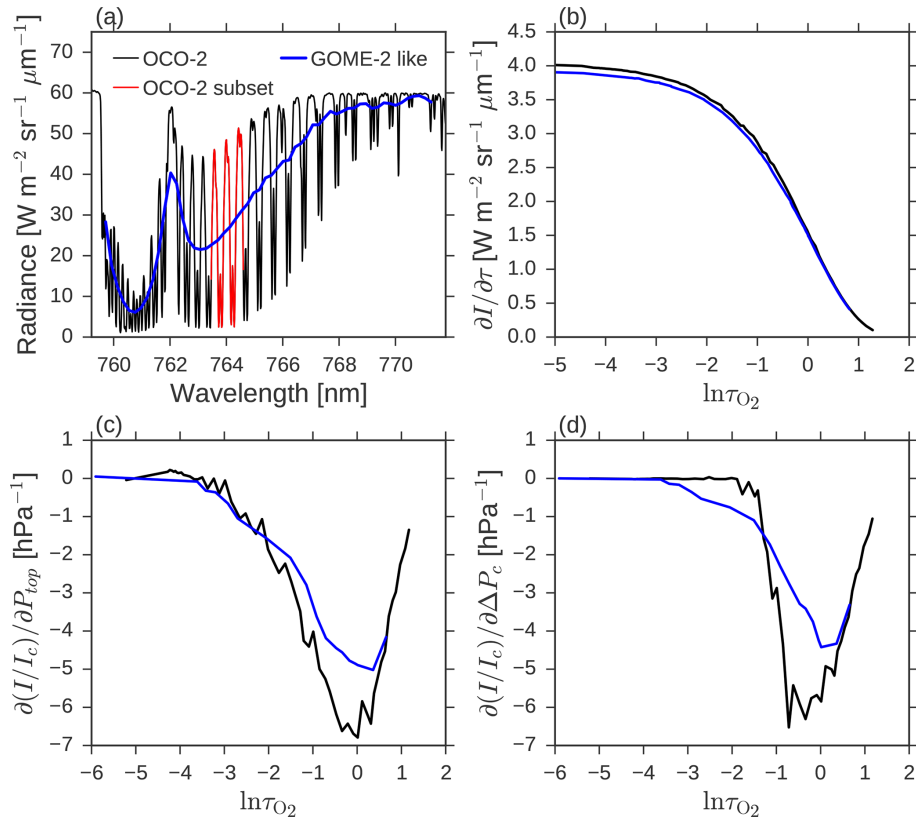 (a)
Radiance [W m⁻² sr⁻¹ μm⁻¹]
70
60
50
40
30
20
10
0
OCO-2
OCO-2 subset
GOME-2 like
760 762 764 766 768 770
Wavelength [nm]
(b)
∂I/∂τ [W m⁻² sr⁻¹ μm⁻¹]
4.5
4.0
3.5
3.0
2.5
2.0
1.5
1.0
0.5
0.0
−5 −4 −3 −2 −1 0 1 2
lnτ_O₂
(c)
∂(I/I_c)/∂P_top [hPa⁻¹]
1
0
−1
−2
−3
−4
−5
−6
−7
−6 −5 −4 −3 −2 −1 0 1 2
lnτ_O₂
(d)
∂(I/I_c)/∂ΔP_c [hPa⁻¹]
1
0
−1
−2
−3
−4
−5
−6
−7
−6 −5 −4 −3 −2 −1 0 1 2
lnτ_O₂